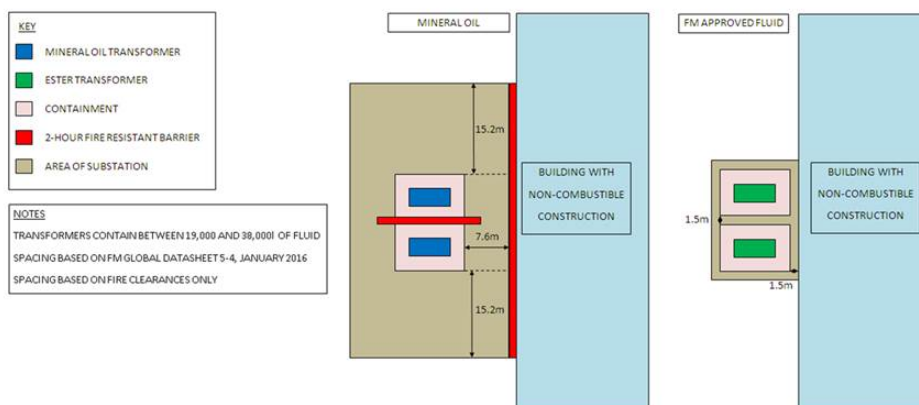 KEY
MINERAL OIL TRANSFORMER
ESTER TRANSFORMER
CONTAINMENT
2-HOUR FIRE RESISTANT BARRIER
AREA OF SUBSTATION
NOTES
TRANSFORMERS CONTAIN BETWEEN 19,000 AND 38,000l OF FLUID
SPACING BASED ON FM GLOBAL DATASHEET 5-4, JANUARY 2016
SPACING BASED ON FIRE CLEARANCES ONLY
MINERAL OIL
15.2m
7.6m
15.2m
BUILDING WITH
NON-COMBUSTIBLE
CONSTRUCTION
FM APPROVED FLUID
1.5m
1.5m
BUILDING WITH
NON-COMBUSTIBLE
CONSTRUCTION